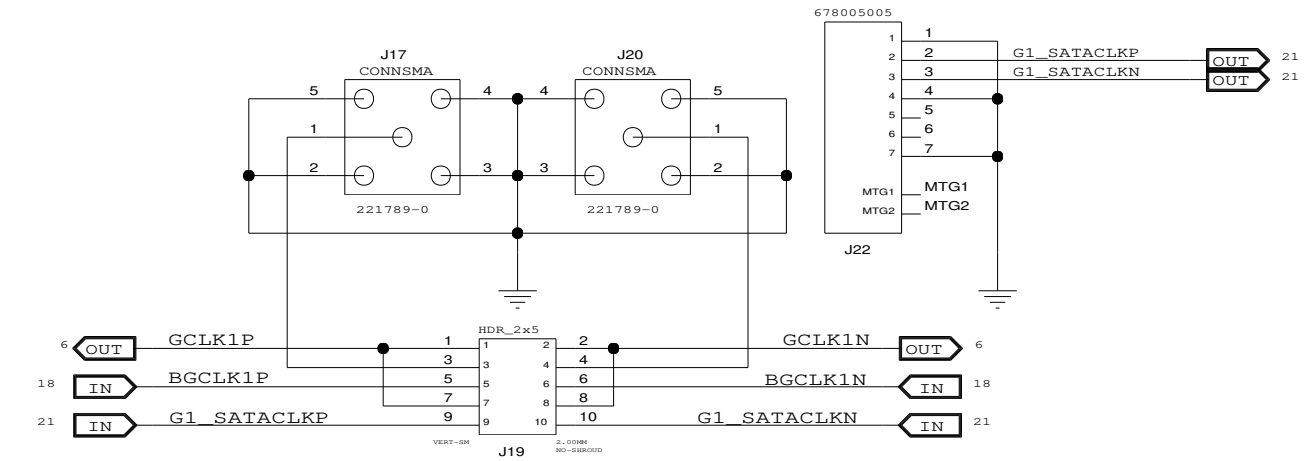 678005005
J17
CONNSMA
J20
CONNSMA
5
4
4
5
1
1
2
3
3
2
221789-0
221789-0
1
1
2
2
G1_SATACLKP
OUT
21
3
3
G1_SATACLKN
OUT
21
4
4
5
5
6
6
7
7
MTG1
MTG1
MTG2
MTG2
J22
HDR_2x5
6
OUT
GCLK1P
1
1
2
2
GCLK1N
OUT
6
3
3
4
4
18
IN
BGCLK1P
5
5
6
6
BGCLK1N
IN
18
7
7
8
8
21
IN
G1_SATACLKP
9
9
10
10
G1_SATACLKN
IN
21
VERT-SM
J19
2.00MM
NO-SHROUD